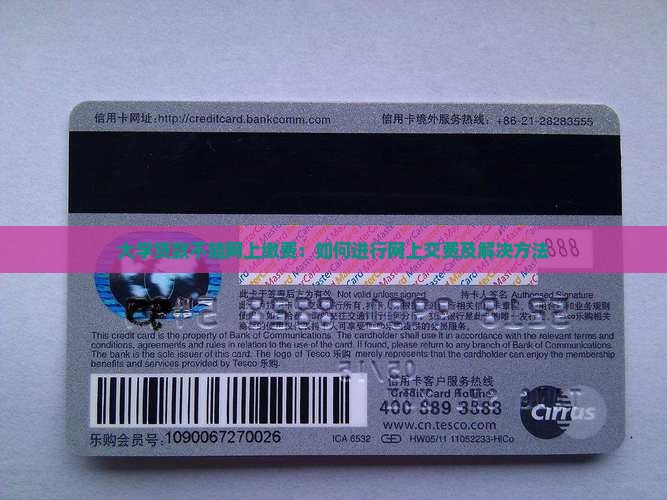 信用卡网址:http://creditcard.bankcomm.com
信用卡境外服务热线: +86-21-28283555
大学贷款不能网上缴费：如何进行网上交费及解决方法
888
此卡于签署后方为有效 Not valid unless signed
持卡人签名 Authorised Signature
This credit card is the property of Bank of Communications. The cardholder shall use it in accordance with the relevant terms and
conditions, agreements and rules in relation to the use of the card. If found, please return to any branch of Bank of Communications.
The bank is the sole issuer of this card. The logo of Tesco 乐购 merely represents that the cardholder can enjoy the membership
benefits and services provided by Tesco 乐购.
信用卡客户服务热线
Credit Card Hotline
400 889 3883
www.cn.tesco.com
Cirrus
乐购会员号: 1090067270026
ICA 6532
HW05/11 11052233-HiCo